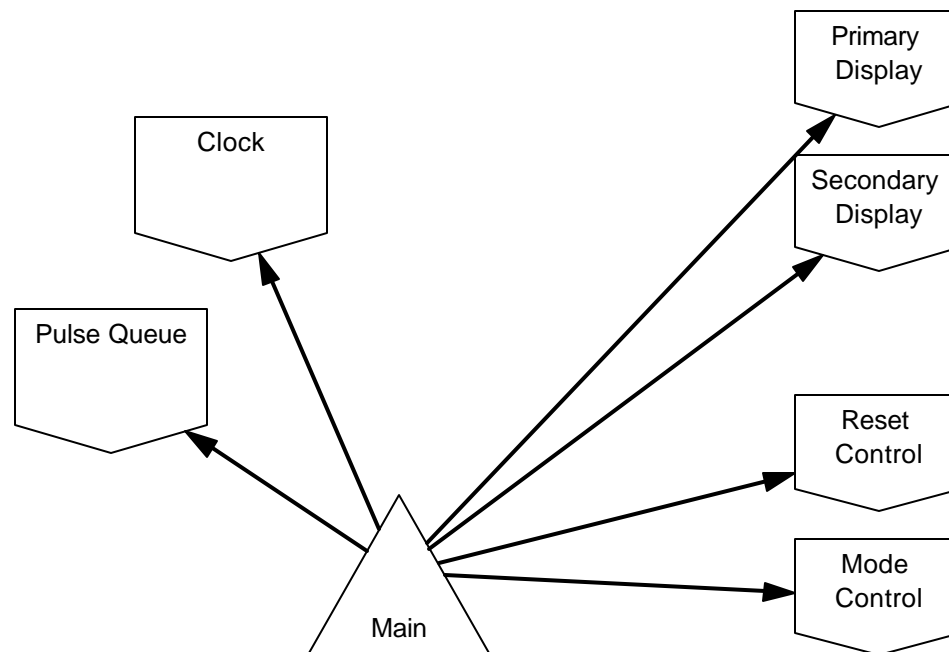 Primary
Display
Clock
Secondary
Display
Pulse Queue
Reset
Control
Mode
Control
Main